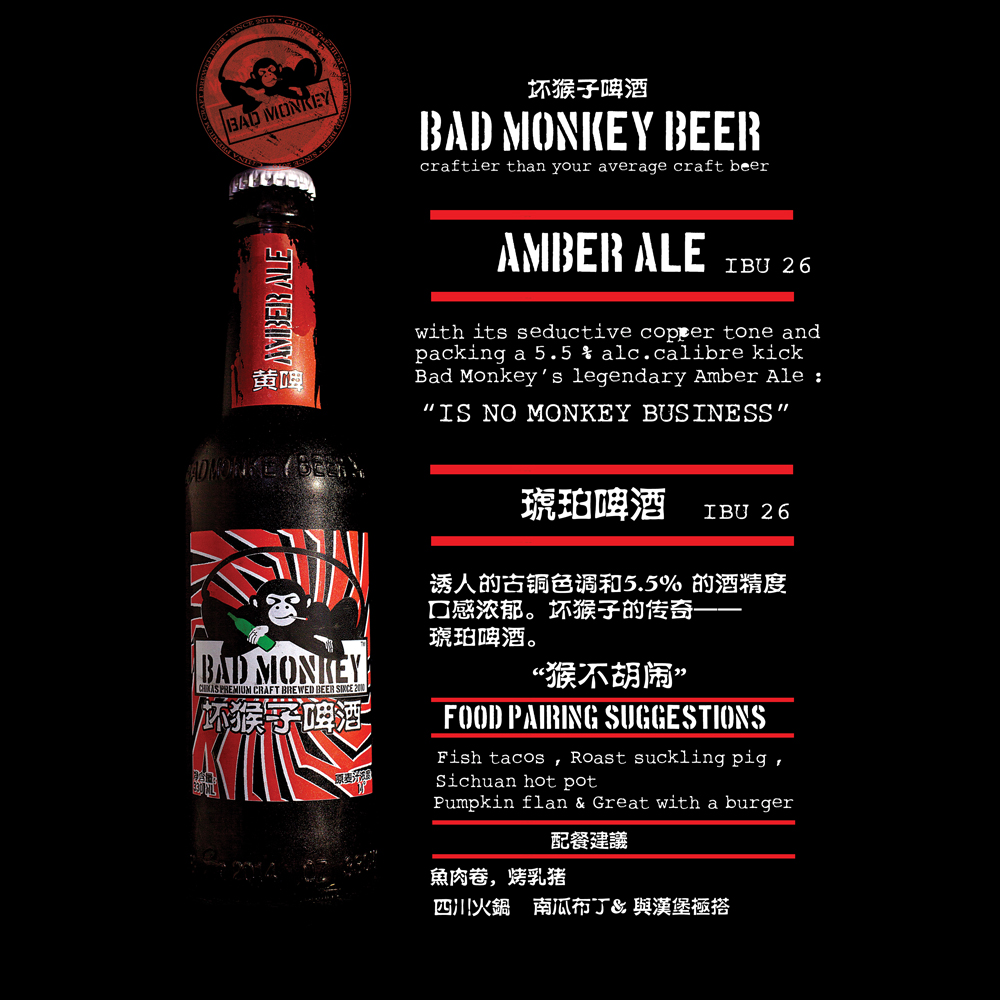 SINCE 2010
BAD MONKEY
坏猴子啤酒
BAD MONKEY BEER
craftier than your average craft beer
AMBER ALE IBU 26
with its seductive copper tone and
packing a 5.5 % alc.calibre kick
Bad Monkey's legendary Amber Ale :
“IS NO MONKEY BUSINESS”
琥珀啤酒 IBU 26
诱人的古铜色调和5.5% 的酒精度
口感浓郁。坏猴子的传奇——
琥珀啤酒。
“猴不胡闹”
FOOD PAIRING SUGGESTIONS
Fish tacos , Roast suckling pig ,
Sichuan hot pot
Pumpkin flan & Great with a burger
配餐建議
魚肉卷，烤乳猪
四川火鍋 南瓜布丁& 與漢堡極搭
AMBER ALE
黄啤
BAD MONKEY BEER
BAD MONKEY
CHINA'S PREMIUM CRAFT BREWED BEER SINCE 2010
坏猴子啤酒